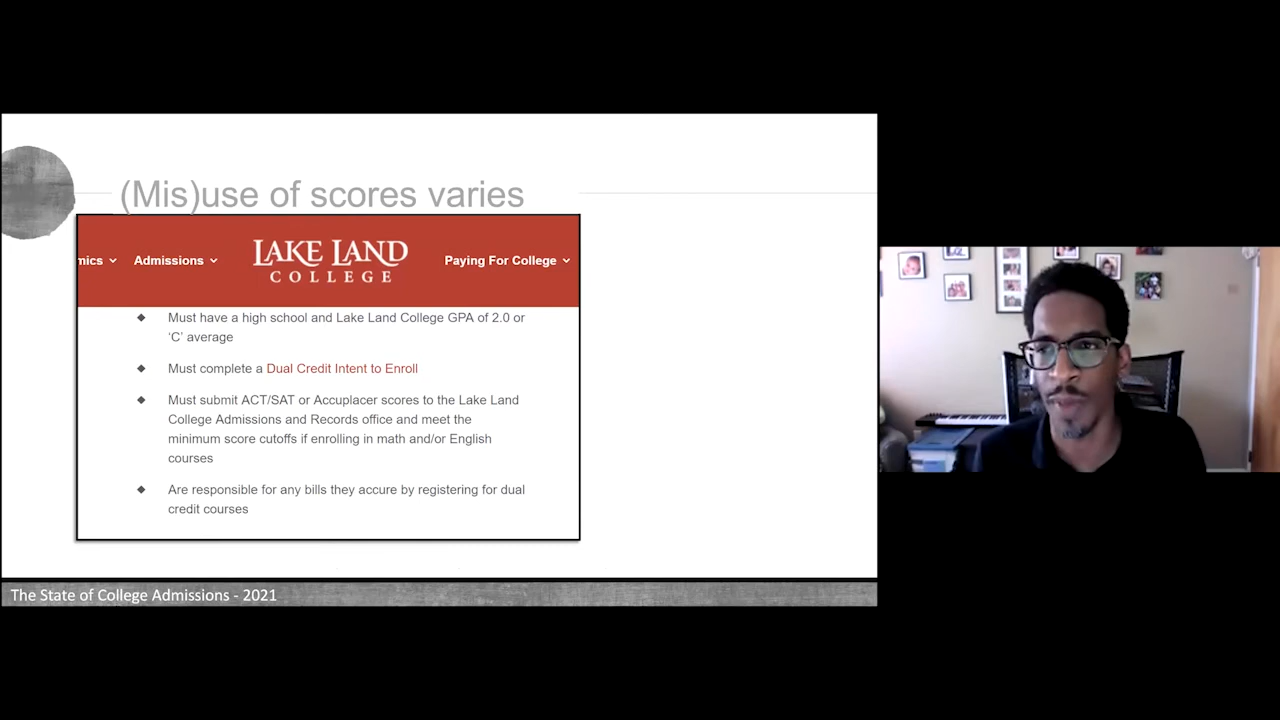 (Mis)use of scores varies
mics Admissions LAKE LAND COLLEGE Paying For College
Must have a high school and Lake Land College GPA of 2.0 or
‘C’ average
Must complete a Dual Credit Intent to Enroll
Must submit ACT/SAT or Accuplacer scores to the Lake Land
College Admissions and Records office and meet the
minimum score cutoffs if enrolling in math and/or English
courses
Are responsible for any bills they accure by registering for dual
credit courses
The State of College Admissions - 2021